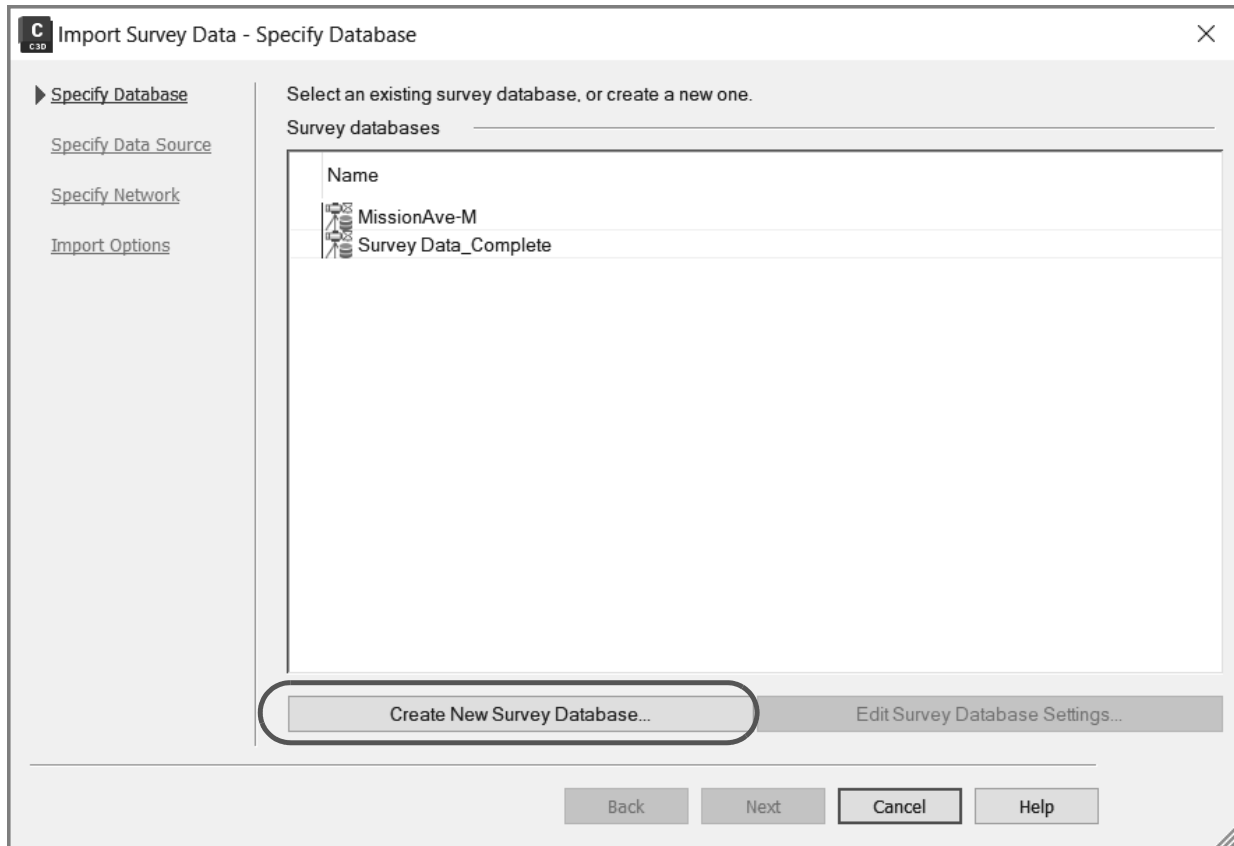 C
C3D
Import Survey Data - Specify Database
Specify Database
Specify Data Source
Specify Network
Import Options
Select an existing survey database, or create a new one.
Survey databases
Name
MissionAve-M
Survey Data_Complete
Create New Survey Database...
Edit Survey Database Settings...
Back
Next
Cancel
Help